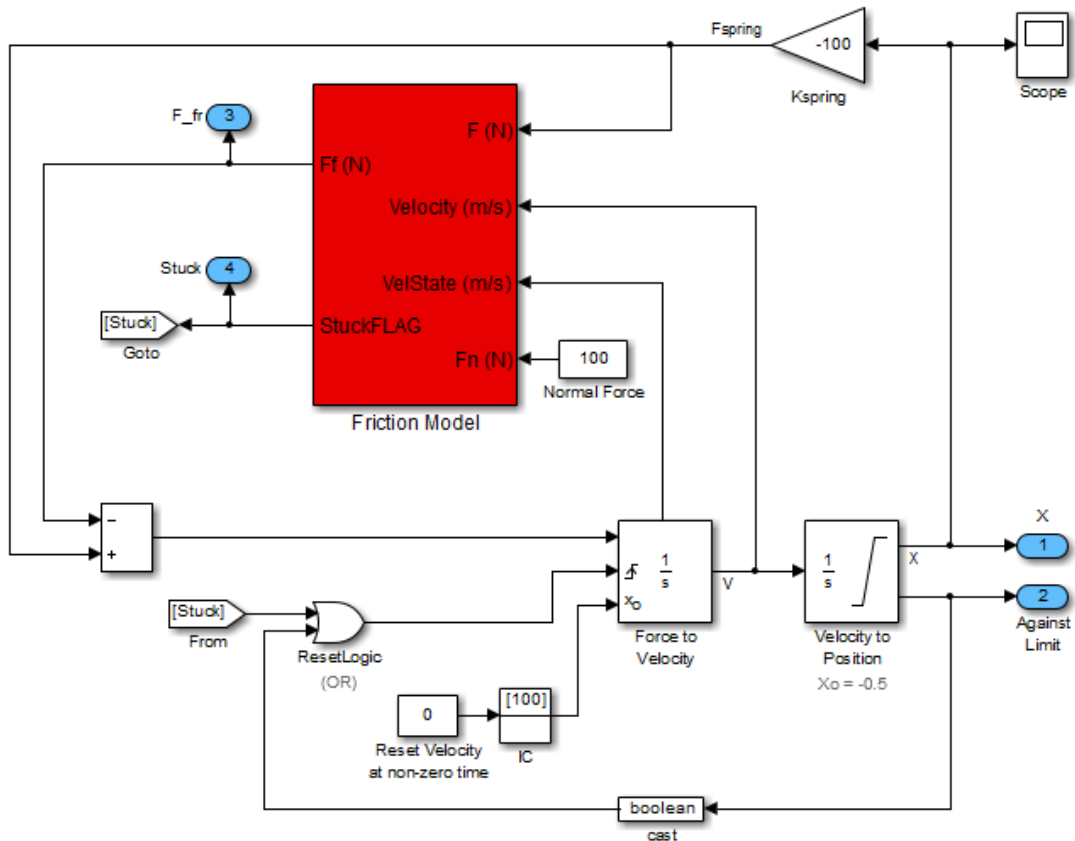 Fspring
-100
Kspring
Scope
F_fr
3
F (N)
Ff (N)
Velocity (m/s)
Stuck
4
VelState (m/s)
[Stuck]
Goto
StuckFLAG
Fn (N)
100
Normal Force
Friction Model
−
+
X
1
1
s
V
1
s
X
xo
2
[Stuck]
From
ResetLogic
(OR)
Force to
Velocity
Velocity to
Position
Xo = -0.5
Against
Limit
0
[100]
Reset Velocity
at non-zero time
IC
boolean
cast